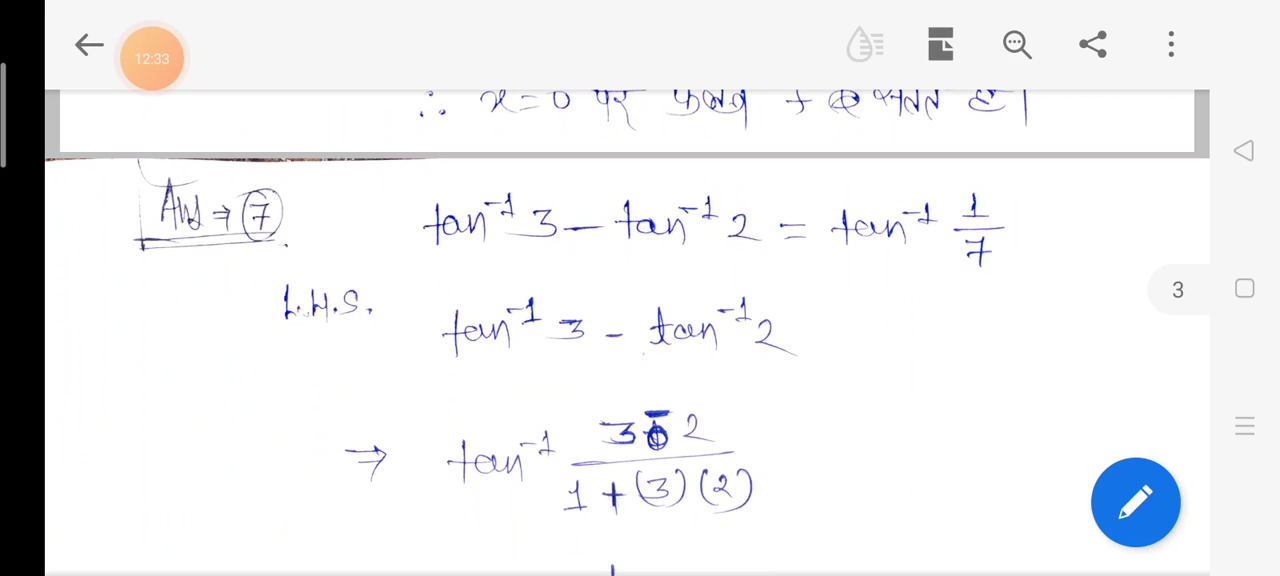 12:33
∴ x=0 पर फलन f
Ans ⇒ ⑦ tan⁻¹ 3 – tan⁻¹ 2 = tan⁻¹ 1/7
3
L.H.S. tan⁻¹ 3 – tan⁻¹ 2
⇒ tan⁻¹ (3 – 2)/(1 + (3)(2))